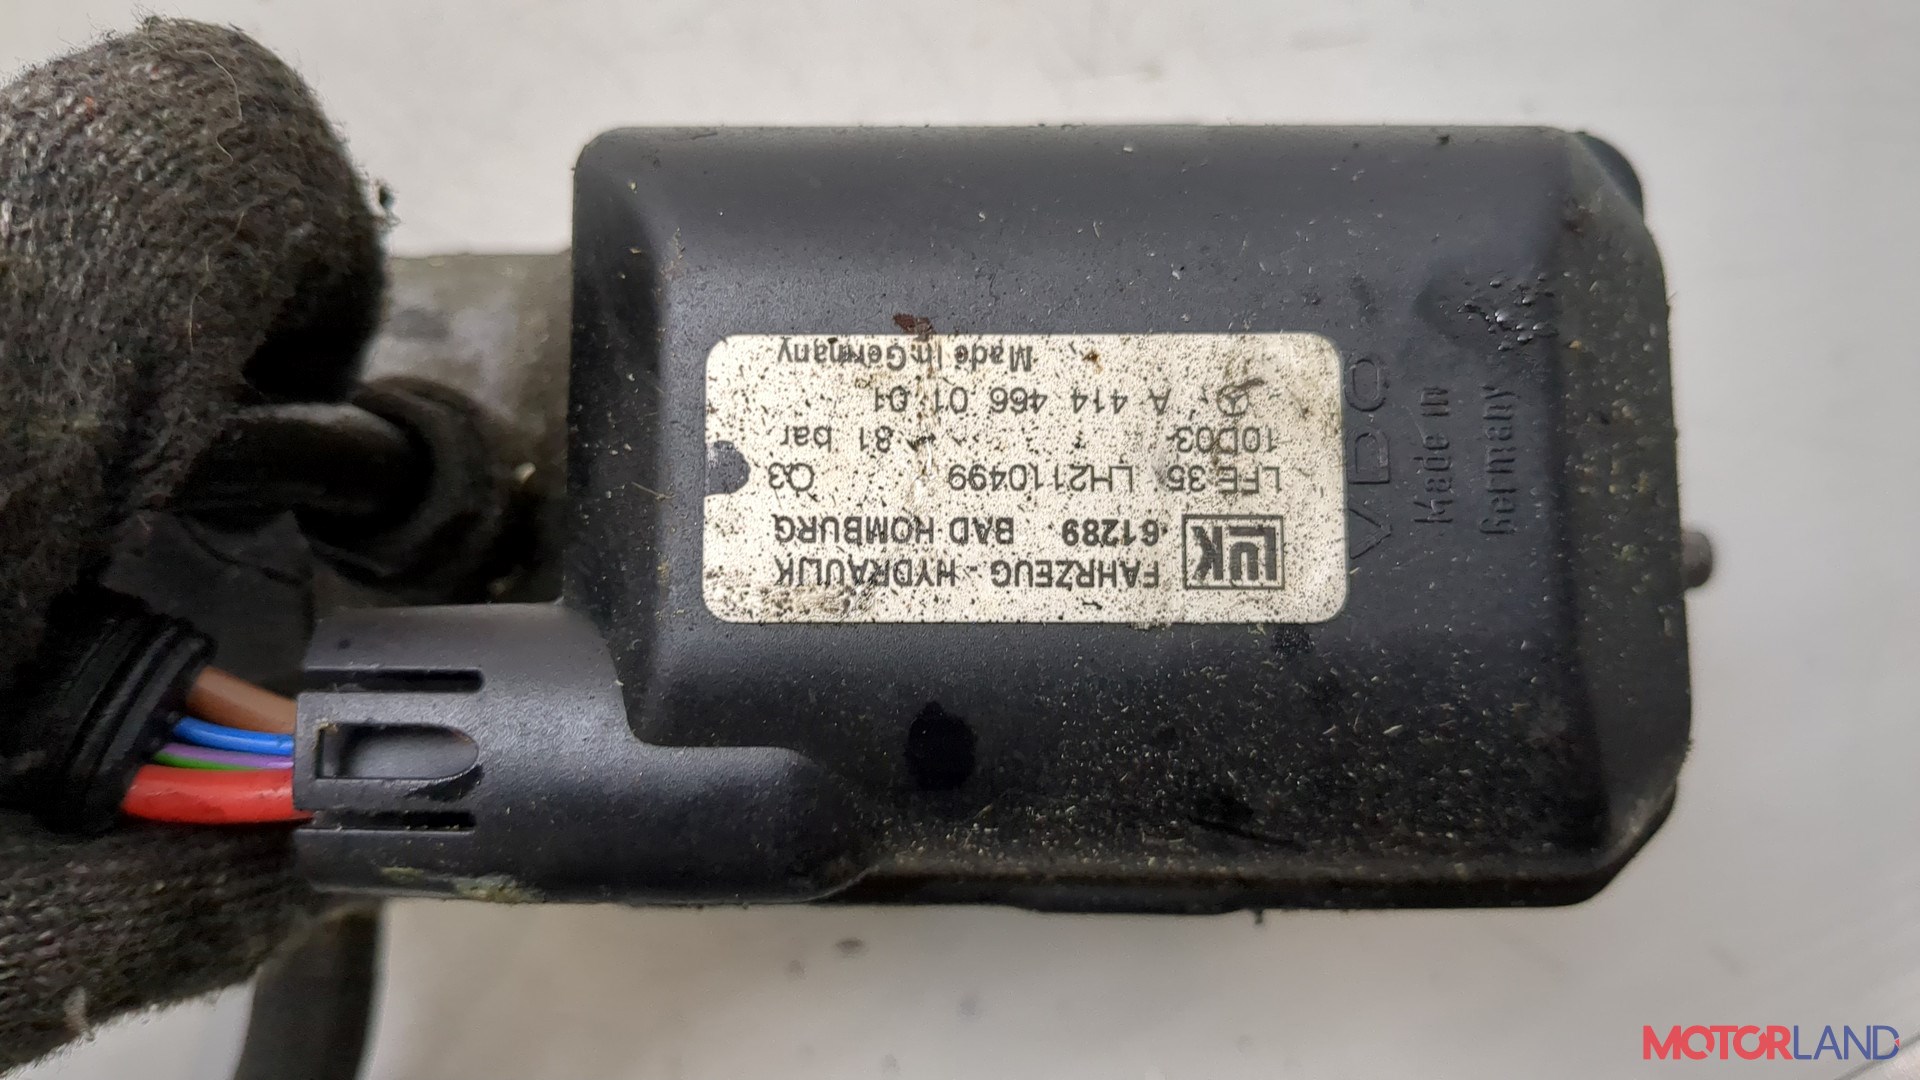 LUK FAHRZEUG - HYDRAULIK
61289 BAD HOMBURG
LFE 35 LH2110499 Q3
10D03 81 bar
A 414 466 01 01
Made in Germany
VDO
Made in
Germany
MOTORLAND